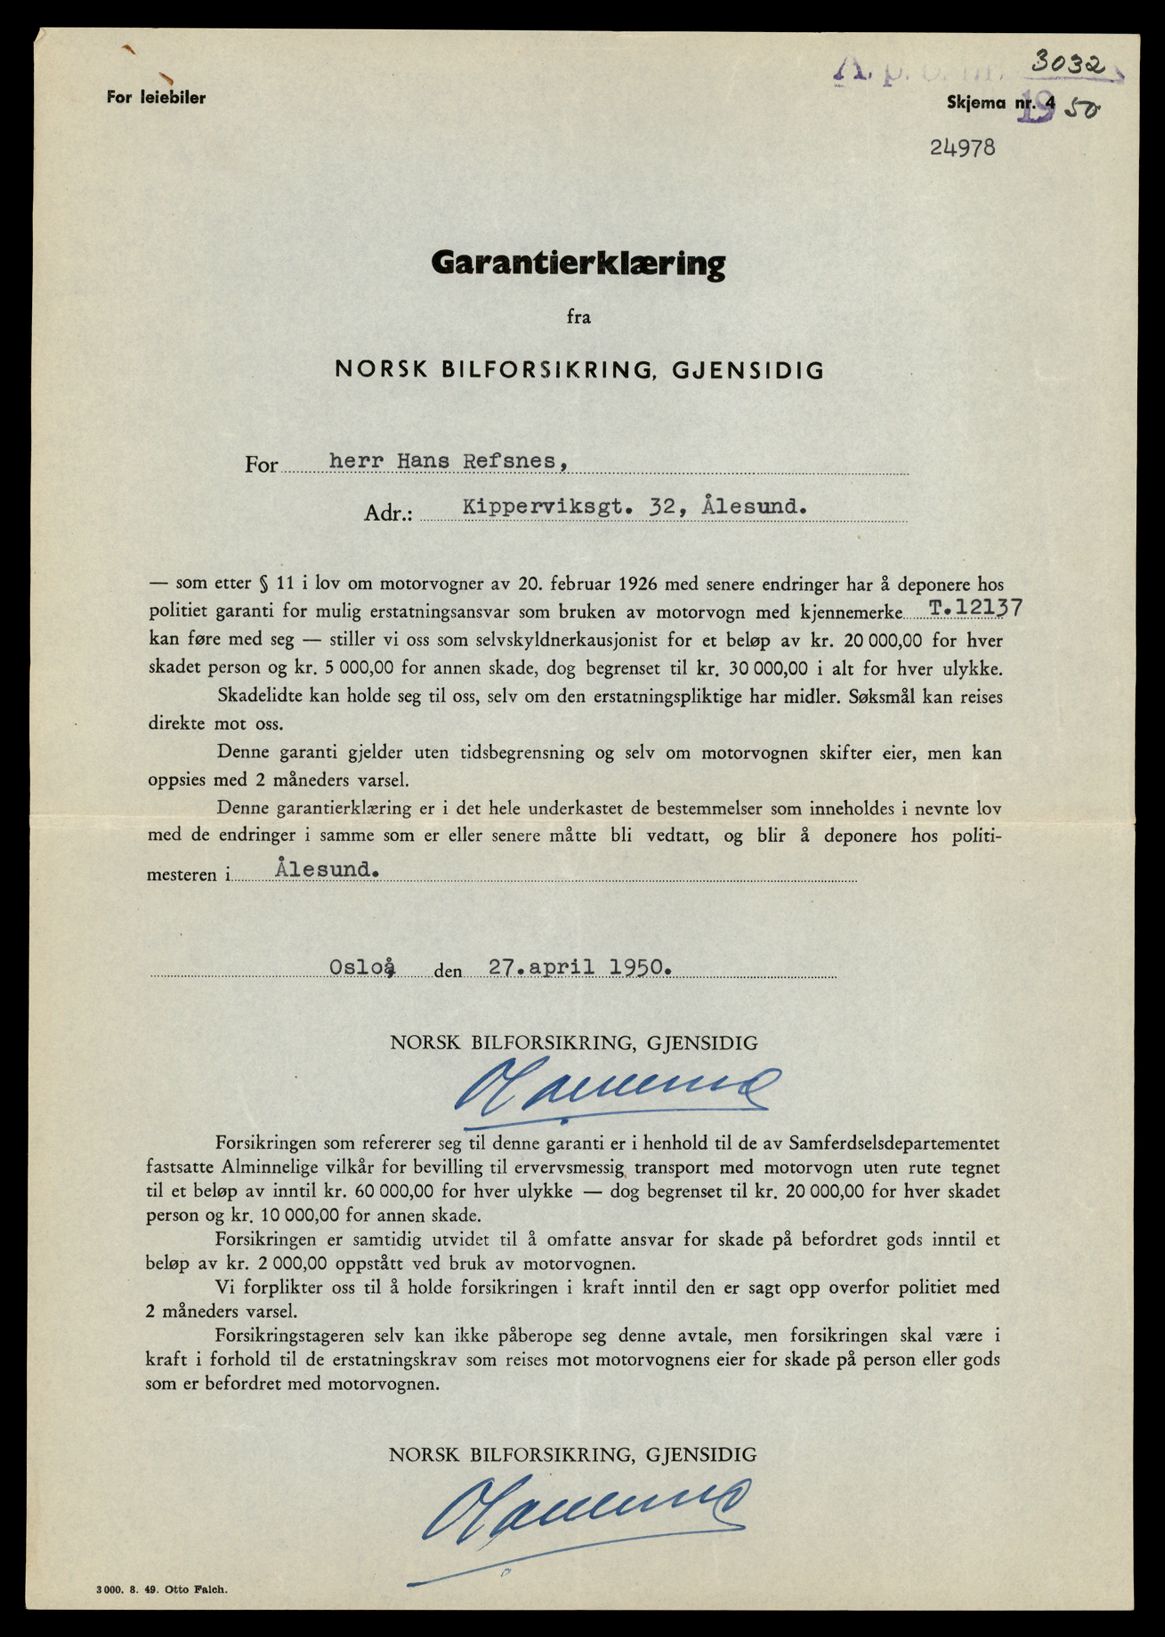 3032
For leiebiler
Skjema nr. 4
19 50
24978
Garantierklæring
fra
NORSK BILFORSIKRING, GJENSIDIG
For herr Hans Refsnes,
Adr.: Kipperviksgt. 32, Ålesund.
— som etter § 11 i lov om motorvogner av 20. februar 1926 med senere endringer har å deponere hos
politiet garanti for mulig erstatningsansvar som bruken av motorvogn med kjennemerke T.12137
kan føre med seg — stiller vi oss som selvskyldnerkausjonist for et beløp av kr. 20 000,00 for hver
skadet person og kr. 5 000,00 for annen skade, dog begrenset til kr. 30 000,00 i alt for hver ulykke.
Skadelidte kan holde seg til oss, selv om den erstatningspliktige har midler. Søksmål kan reises
direkte mot oss.
Denne garanti gjelder uten tidsbegrensning og selv om motorvognen skifter eier, men kan
oppsies med 2 måneders varsel.
Denne garantierklæring er i det hele underkastet de bestemmelser som inneholdes i nevnte lov
med de endringer i samme som er eller senere måtte bli vedtatt, og blir å deponere hos politi-
mesteren i Ålesund.
Oslo, den 27.april 1950.
NORSK BILFORSIKRING, GJENSIDIG
Forsikringen som refererer seg til denne garanti er i henhold til de av Samferdselsdepartementet
fastsatte Alminnelige vilkår for bevilling til ervervsmessig transport med motorvogn uten rute tegnet
til et beløp av inntil kr. 60 000,00 for hver ulykke — dog begrenset til kr. 20 000,00 for hver skadet
person og kr. 10 000,00 for annen skade.
Forsikringen er samtidig utvidet til å omfatte ansvar for skade på befordret gods inntil et
beløp av kr. 2 000,00 oppstått ved bruk av motorvognen.
Vi forplikter oss til å holde forsikringen i kraft inntil den er sagt opp overfor politiet med
2 måneders varsel.
Forsikringstageren selv kan ikke påberope seg denne avtale, men forsikringen skal være i
kraft i forhold til de erstatningskrav som reises mot motorvognens eier for skade på person eller gods
som er befordret med motorvognen.
NORSK BILFORSIKRING, GJENSIDIG
3000. 8. 49. Otto Falch.